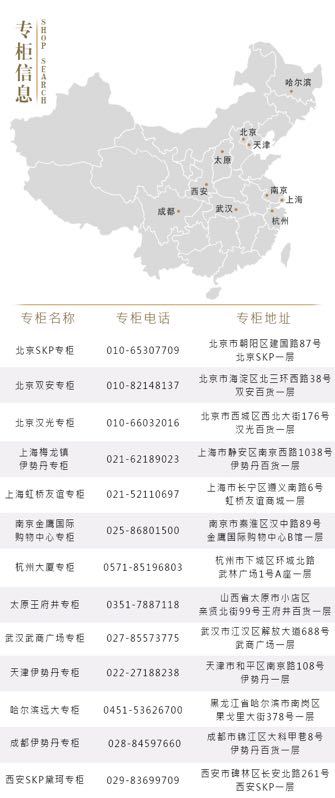 专柜信息
SHOP SEARCH
哈尔滨
北京
天津
太原
西安
南京
上海
成都
武汉
杭州
专柜名称 专柜电话 专柜地址
北京SKP专柜 010-65307709 北京市朝阳区建国路87号
北京SKP一层
北京双安专柜 010-82148137 北京市海淀区北三环西路38号
双安百货一层
北京汉光专柜 010-66032016 北京市西城区西北大街176号
汉光百货一层
上海梅龙镇
伊势丹专柜 021-62189023 上海市静安区南京西路1038号
伊势丹百货一层
上海虹桥友谊专柜 021-52110697 上海市长宁区遵义南路6号
虹桥友谊商城一层
南京金鹰国际
购物中心专柜 025-86801500 南京市秦淮区汉中路89号
金鹰国际购物中心B馆一层
杭州大厦专柜 0571-85196803 杭州市下城区环城北路
武林广场1号A座一层
太原王府井专柜 0351-7887118 山西省太原市小店区
亲贤北街99号王府井百货一层
武汉武商广场专柜 027-85573775 武汉市江汉区解放大道688号
武商广场一层
天津伊势丹专柜 022-27188238 天津市和平区南京路108号
伊势丹一层
哈尔滨远大专柜 0451-53626700 黑龙江省哈尔滨市南岗区
果戈里大街378号一层
成都伊势丹专柜 028-84597660 成都市锦江区大科甲巷8号
伊势丹百货一层
西安SKP黛珂专柜 029-83699709 西安市碑林区长安北路261号
西安SKP一层